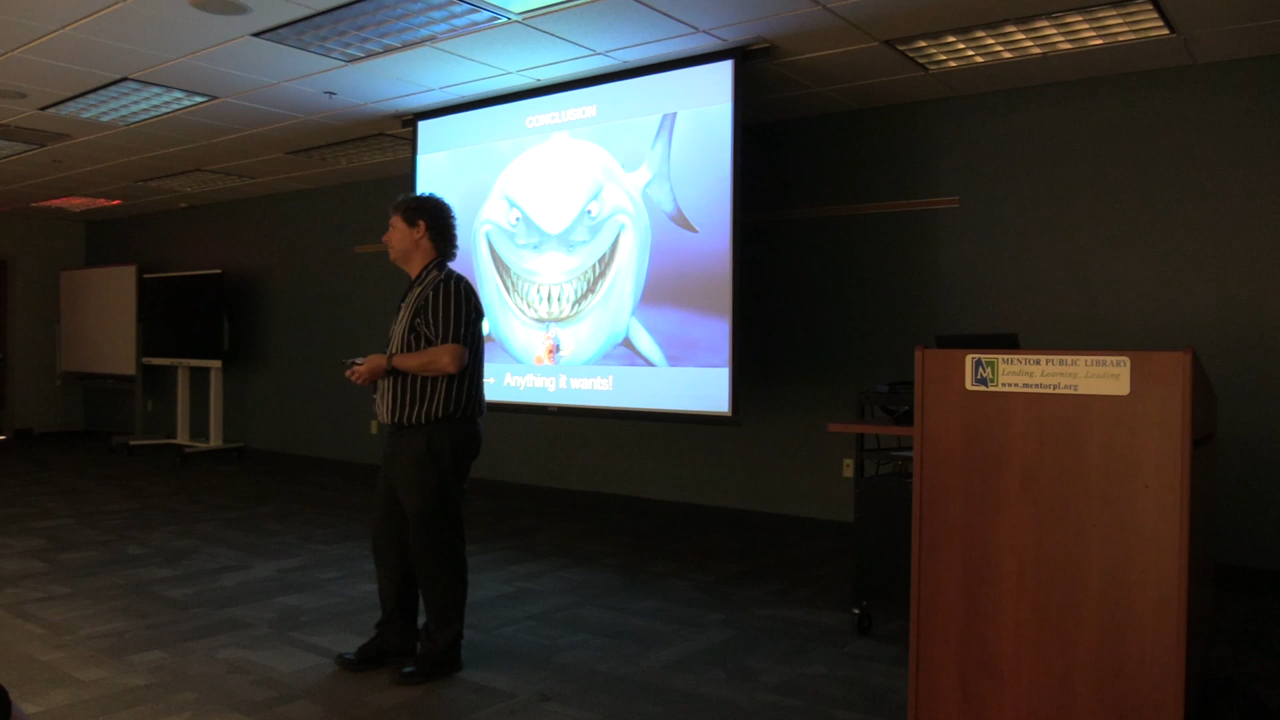 CONCLUSION
→ Anything it wants!
M
MENTOR PUBLIC LIBRARY
Lending, Learning, Leading
www.mentorpl.org